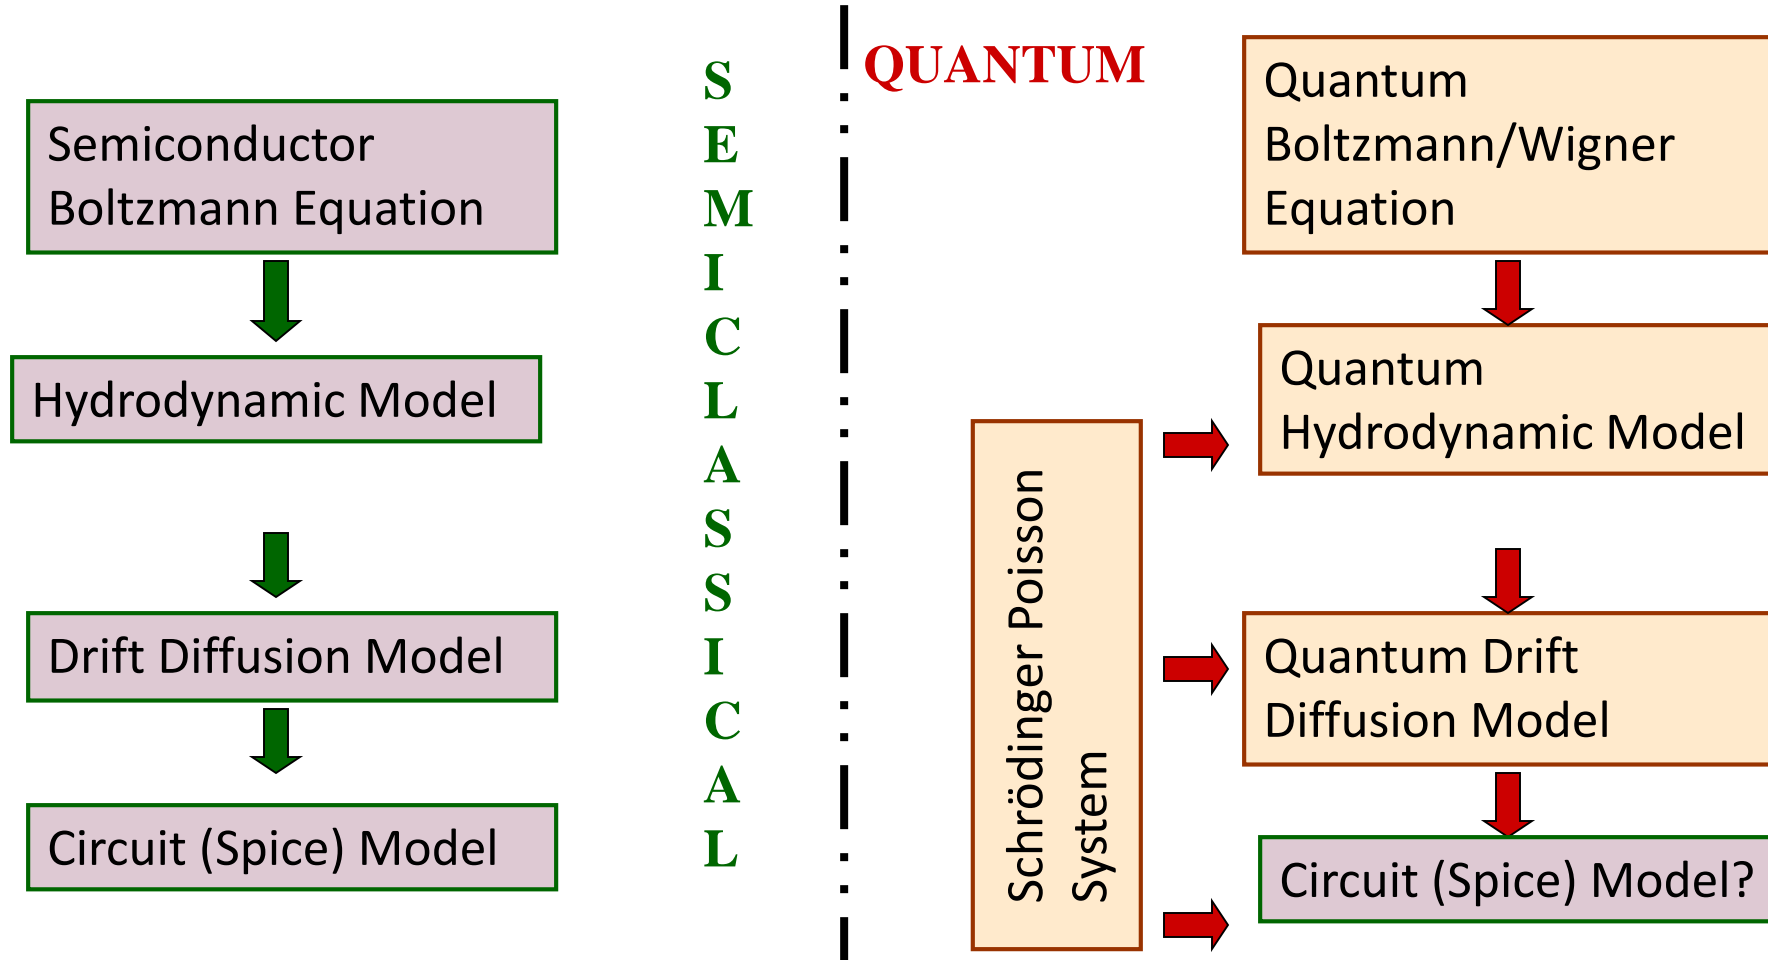 Semiconductor
Boltzmann Equation
Hydrodynamic Model
Drift Diffusion Model
Circuit (Spice) Model
SEMICLASSICAL
QUANTUM
Quantum
Boltzmann/Wigner
Equation
Quantum
Hydrodynamic Model
Schrödinger Poisson
System
Quantum Drift
Diffusion Model
Circuit (Spice) Model?